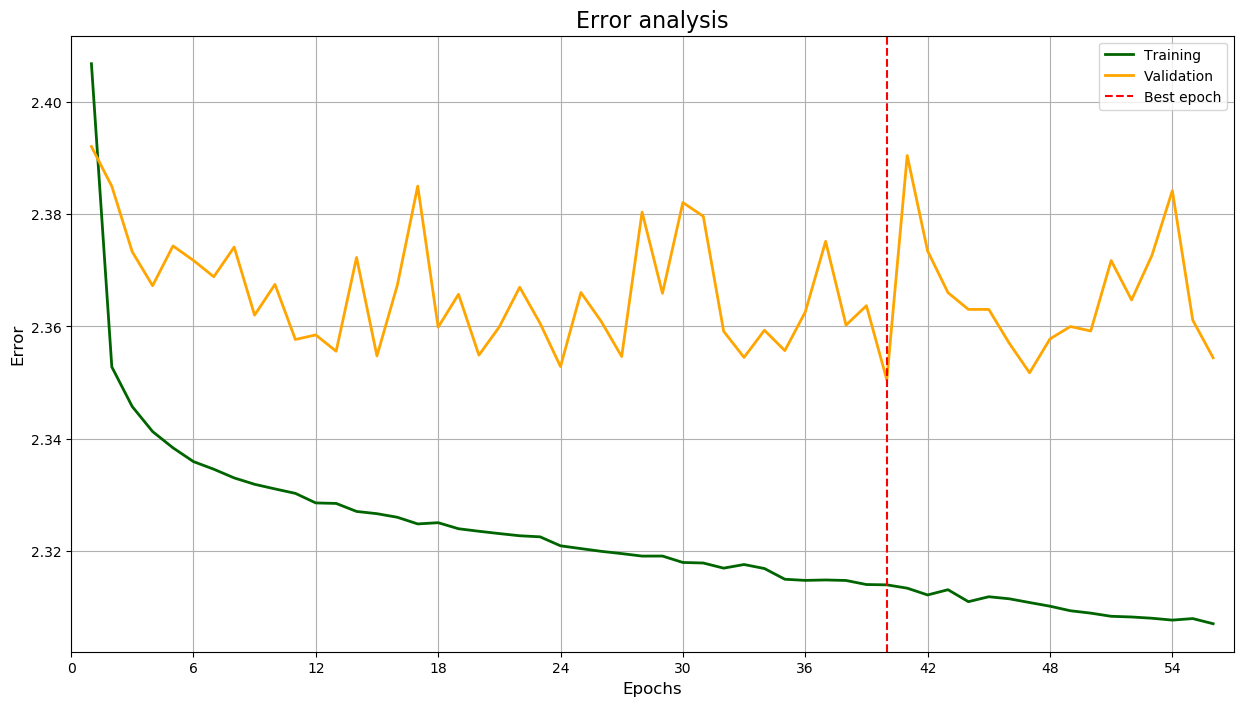 Error analysis
Training
Validation
Best epoch
2.40
2.38
2.36
2.34
2.32
Error
0 6 12 18 24 30 36 42 48 54
Epochs